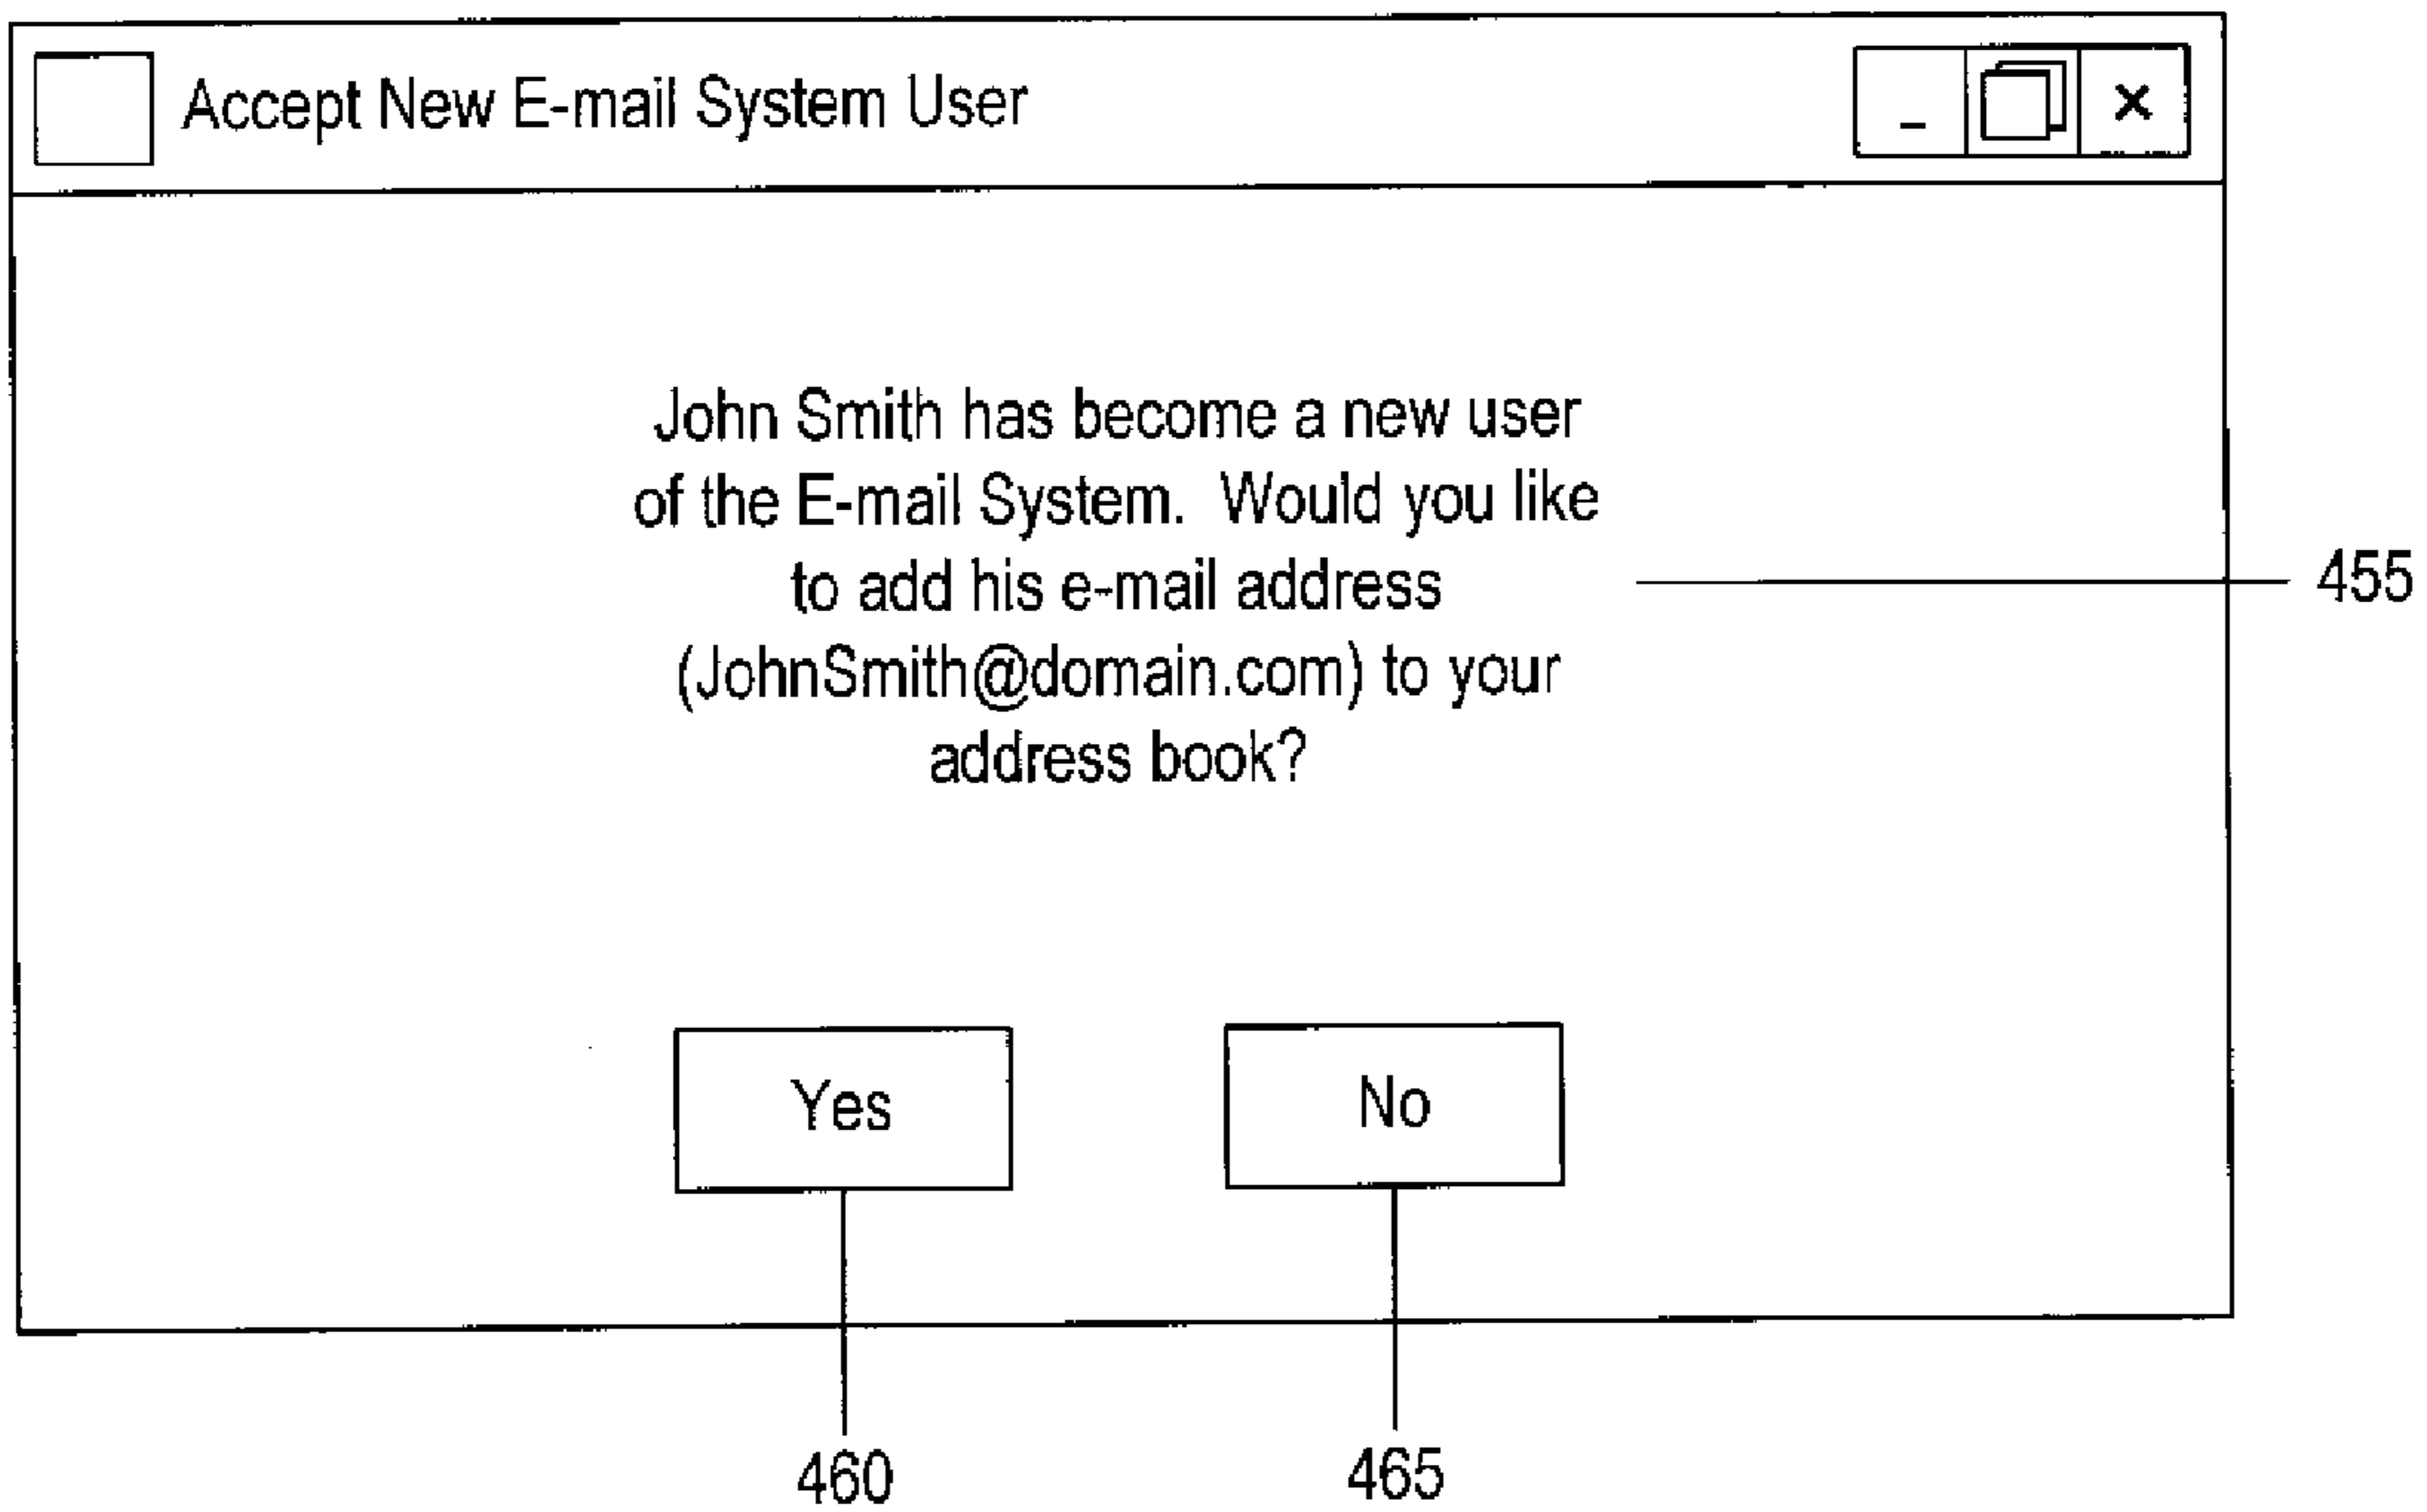 Accept New E-mail System User
John Smith has become a new user
of the E-mail System.  Would you like
to add his e-mail address
455
(JohnSmith@domain.com) to your
address book?
Yes
No
460
465